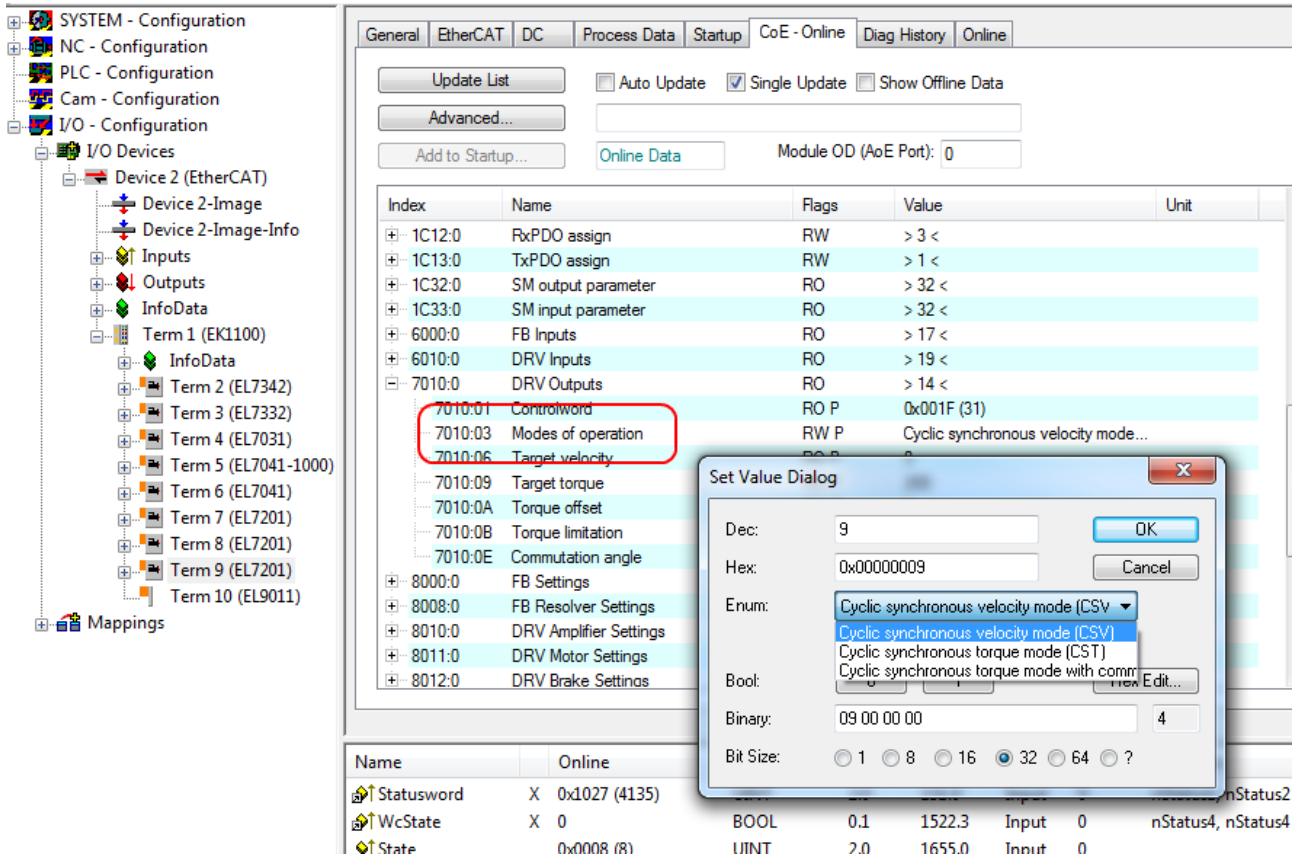 SYSTEM - Configuration
NC - Configuration
PLC - Configuration
Cam - Configuration
I/O - Configuration
I/O Devices
Device 2 (EtherCAT)
Device 2-Image
Device 2-Image-Info
Inputs
Outputs
InfoData
Term 1 (EK1100)
InfoData
Term 2 (EL7342)
Term 3 (EL7332)
Term 4 (EL7031)
Term 5 (EL7041-1000)
Term 6 (EL7041)
Term 7 (EL7201)
Term 8 (EL7201)
Term 9 (EL7201)
Term 10 (EL9011)
Mappings
General EtherCAT DC Process Data Startup CoE - Online Diag History Online
Update List Auto Update Single Update Show Offline Data
Advanced...
Add to Startup... Online Data Module OD (AoE Port): 0
Index Name Flags Value Unit
1C12:0 RxPDO assign RW > 3 <
1C13:0 TxPDO assign RW > 1 <
1C32:0 SM output parameter RO > 32 <
1C33:0 SM input parameter RO > 32 <
6000:0 FB Inputs RO > 17 <
6010:0 DRV Inputs RO > 19 <
7010:0 DRV Outputs RO > 14 <
7010:01 Controlword RO P 0x001F (31)
7010:03 Modes of operation RW P Cyclic synchronous velocity mode...
7010:06 Target velocity RO P
7010:09 Target torque
7010:0A Torque offset
7010:0B Torque limitation
7010:0E Commutation angle
8000:0 FB Settings
8008:0 FB Resolver Settings
8010:0 DRV Amplifier Settings
8011:0 DRV Motor Settings
8012:0 DRV Brake Settings
Set Value Dialog
Dec: 9 OK
Hex: 0x00000009 Cancel
Enum: Cyclic synchronous velocity mode (CSV
Cyclic synchronous velocity mode (CSV)
Cyclic synchronous torque mode (CST)
Cyclic synchronous torque mode with comm
Bool: Hex Edit...
Binary: 09 00 00 00 4
Bit Size: 1 8 16 32 64 ?
Name Online
Statusword X 0x1027 (4135) Input nStatus2
WcState X 0 BOOL 0.1 1522.3 Input 0 nStatus4, nStatus4
State 0x0008 (8) UINT 2.0 1655.0 Input 0